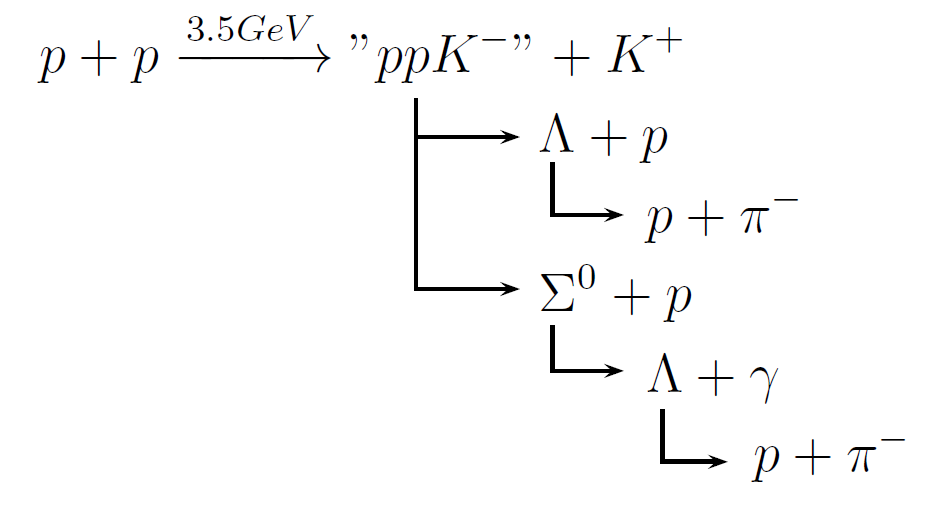 p + p 3.5GeV → "ppK⁻" + K⁺
Λ + p
p + π⁻
Σ⁰ + p
Λ + γ
p + π⁻